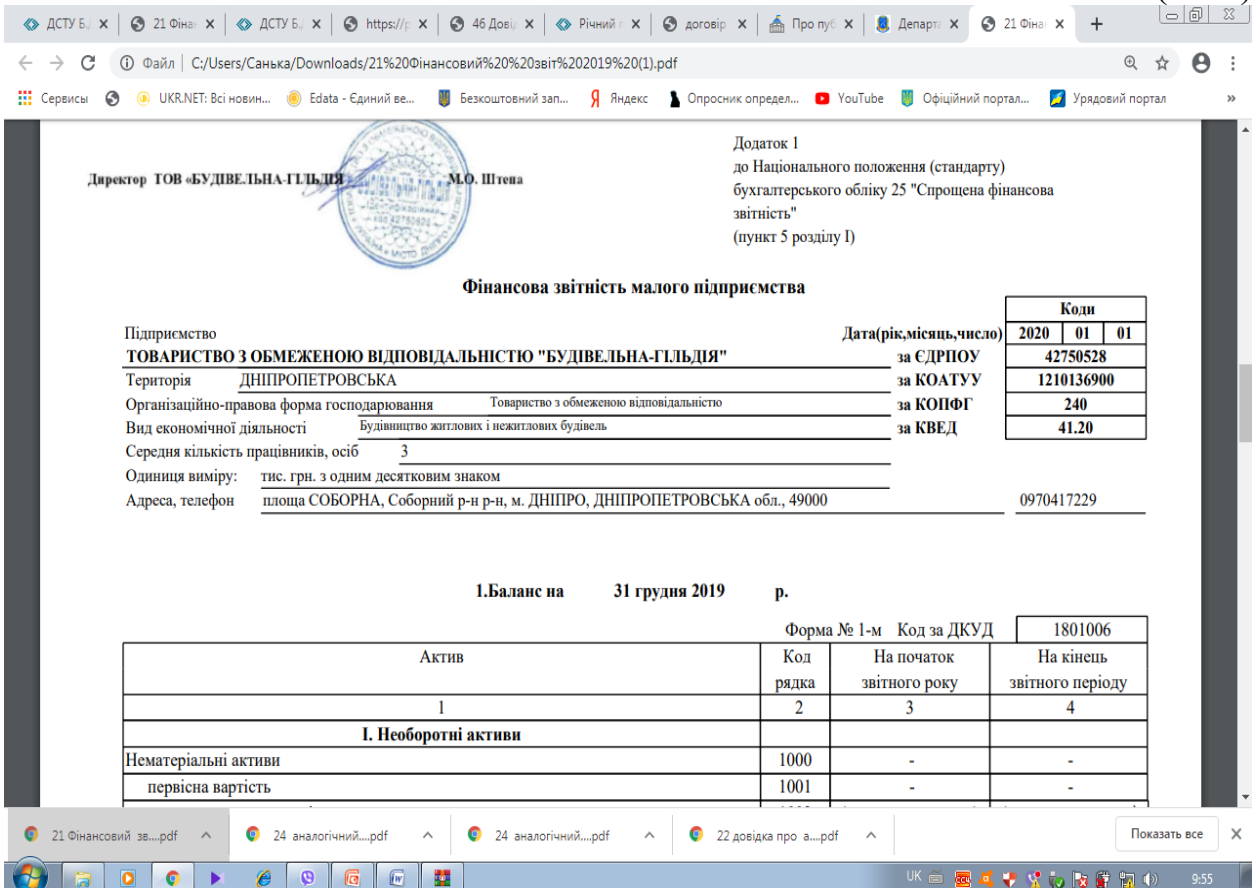 ДСТУ Б.
21 Фіна
ДСТУ Б.
https://p
46 Дові
Річний г
договір
Про пуб
Департа
21 Фіна
Файл | C:/Users/Санька/Downloads/21%20Фінансовий%20%20звіт%202019%20(1).pdf
Сервисы
UKR.NET: Всі новин...
Edata - Єдиний ве...
Безкоштовний зап...
Яндекс
Опросник определ...
YouTube
Офіційний портал...
Урядовий портал
»
Додаток 1
до Національного положення (стандарту)
бухгалтерського обліку 25 "Спрощена фінансова
звітність"
(пункт 5 розділу I)
Директор ТОВ «БУДІВЕЛЬНА-ГІЛЬДІЯ М.О. Штепа
Фінансова звітність малого підприємства
Коди
Підприємство Дата(рік,місяць,число) 2020 01 01
ТОВАРИСТВО З ОБМЕЖЕНОЮ ВІДПОВІДАЛЬНІСТЮ "БУДІВЕЛЬНА-ГІЛЬДІЯ" за ЄДРПОУ 42750528
Територія ДНІПРОПЕТРОВСЬКА за КОАТУУ 1210136900
Організаційно-правова форма господарювання Товариство з обмеженою відповідальністю за КОПФГ 240
Вид економічної діяльності Будівництво житлових і нежитлових будівель за КВЕД 41.20
Середня кількість працівників, осіб 3
Одиниця виміру: тис. грн. з одним десятковим знаком
Адреса, телефон площа СОБОРНА, Соборний р-н р-н, м. ДНІПРО, ДНІПРОПЕТРОВСЬКА обл., 49000 0970417229
1.Баланс на 31 грудня 2019 р.
Форма № 1-м Код за ДКУД 1801006
Актив Код На початок На кінець
рядка звітного року звітного періоду
1 2 3 4
I. Необоротні активи
Нематеріальні активи 1000 - -
первісна вартість 1001 - -
21 Фінансовий зв....pdf
24 аналогічний....pdf
24 аналогічний....pdf
22 довідка про а....pdf
Показать все
UK
9:55